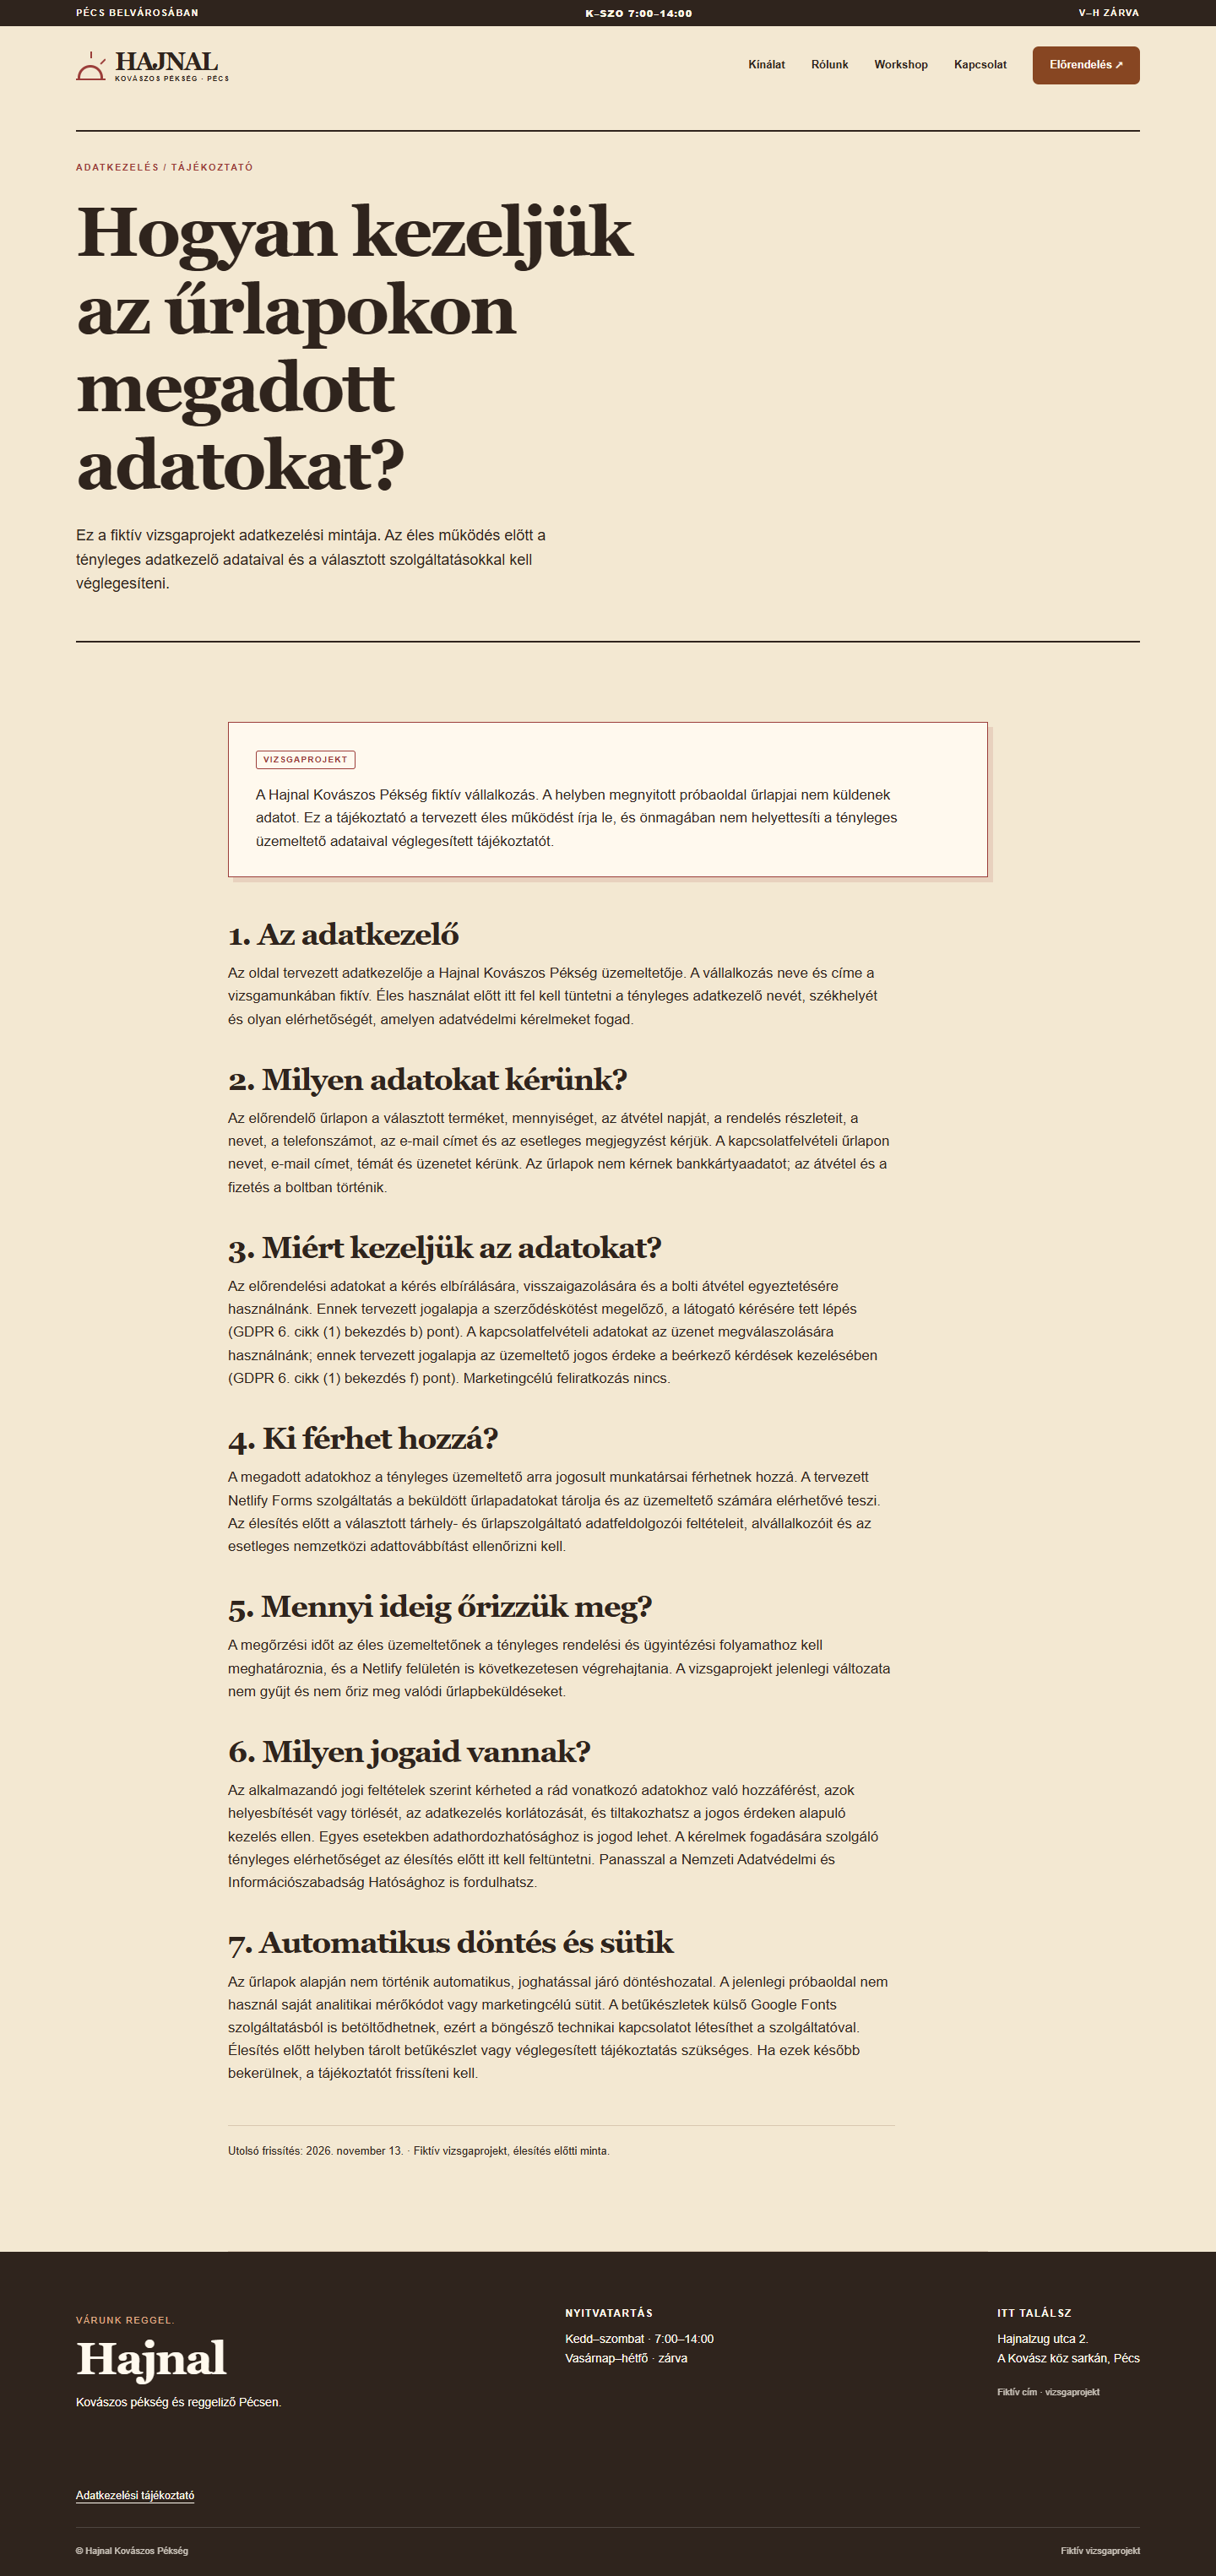 PÉCS BELVÁROSÁBAN
K–SZO 7:00–14:00
V–H ZÁRVA
HAJNAL
KOVÁSZOS PÉKSÉG · PÉCS
Kínálat
Rólunk
Workshop
Kapcsolat
Előrendelés ↗
ADATKEZELÉS / TÁJÉKOZTATÓ
Hogyan kezeljük
az űrlapokon
megadott
adatokat?
Ez a fiktív vizsgaprojekt adatkezelési mintája. Az éles működés előtt a
tényleges adatkezelő adataival és a választott szolgáltatásokkal kell
véglegesíteni.
VIZSGAPROJEKT
A Hajnal Kovászos Pékség fiktív vállalkozás. A helyben megnyitott próbaoldal űrlapjai nem küldenek
adatot. Ez a tájékoztató a tervezett éles működést írja le, és önmagában nem helyettesíti a tényleges
üzemeltető adataival véglegesített tájékoztatót.
1. Az adatkezelő
Az oldal tervezett adatkezelője a Hajnal Kovászos Pékség üzemeltetője. A vállalkozás neve és címe a
vizsgamunkában fiktív. Éles használat előtt itt fel kell tüntetni a tényleges adatkezelő nevét, székhelyét
és olyan elérhetőségét, amelyen adatvédelmi kérelmeket fogad.
2. Milyen adatokat kérünk?
Az előrendelő űrlapon a választott terméket, mennyiséget, az átvétel napját, a rendelés részleteit, a
nevet, a telefonszámot, az e-mail címet és az esetleges megjegyzést kérjük. A kapcsolatfelvételi űrlapon
nevet, e-mail címet, témát és üzenetet kérünk. Az űrlapok nem kérnek bankkártyaadatot; az átvétel és a
fizetés a boltban történik.
3. Miért kezeljük az adatokat?
Az előrendelési adatokat a kérés elbírálására, visszaigazolására és a bolti átvétel egyeztetésére
használnánk. Ennek tervezett jogalapja a szerződéskötést megelőző, a látogató kérésére tett lépés
(GDPR 6. cikk (1) bekezdés b) pont). A kapcsolatfelvételi adatokat az üzenet megválaszolására
használnánk; ennek tervezett jogalapja az üzemeltető jogos érdeke a beérkező kérdések kezelésében
(GDPR 6. cikk (1) bekezdés f) pont). Marketingcélú feliratkozás nincs.
4. Ki férhet hozzá?
A megadott adatokhoz a tényleges üzemeltető arra jogosult munkatársai férhetnek hozzá. A tervezett
Netlify Forms szolgáltatás a beküldött űrlapadatokat tárolja és az üzemeltető számára elérhetővé teszi.
Az élesítés előtt a választott tárhely- és űrlapszolgáltató adatfeldolgozói feltételeit, alvállalkozóit és az
esetleges nemzetközi adattovábbítást ellenőrizni kell.
5. Mennyi ideig őrizzük meg?
A megőrzési időt az éles üzemeltetőnek a tényleges rendelési és ügyintézési folyamathoz kell
meghatároznia, és a Netlify felületén is következetesen végrehajtania. A vizsgaprojekt jelenlegi változata
nem gyűjt és nem őriz meg valódi űrlapbeküldéseket.
6. Milyen jogaid vannak?
Az alkalmazandó jogi feltételek szerint kérheted a rád vonatkozó adatokhoz való hozzáférést, azok
helyesbítését vagy törlését, az adatkezelés korlátozását, és tiltakozhatsz a jogos érdeken alapuló
kezelés ellen. Egyes esetekben adathordozhatósághoz is jogod lehet. A kérelmek fogadására szolgáló
tényleges elérhetőséget az élesítés előtt itt kell feltüntetni. Panasszal a Nemzeti Adatvédelmi és
Információszabadság Hatósághoz is fordulhatsz.
7. Automatikus döntés és sütik
Az űrlapok alapján nem történik automatikus, joghatással járó döntéshozatal. A jelenlegi próbaoldal nem
használ saját analitikai mérőkódot vagy marketingcélú sütit. A betűkészletek külső Google Fonts
szolgáltatásból is betöltődhetnek, ezért a böngésző technikai kapcsolatot létesíthet a szolgáltatóval.
Élesítés előtt helyben tárolt betűkészlet vagy véglegesített tájékoztatás szükséges. Ha ezek később
bekerülnek, a tájékoztatót frissíteni kell.
Utolsó frissítés: 2026. november 13. · Fiktív vizsgaprojekt, élesítés előtti minta.
VÁRUNK REGGEL.
Hajnal
Kovászos pékség és reggeliző Pécsen.
NYITVATARTÁS
Kedd–szombat · 7:00–14:00
Vasárnap–hétfő · zárva
ITT TALÁLSZ
Hajnalzug utca 2.
A Kovász köz sarkán, Pécs
Fiktív cím · vizsgaprojekt
Adatkezelési tájékoztató
© Hajnal Kovászos Pékség
Fiktív vizsgaprojekt